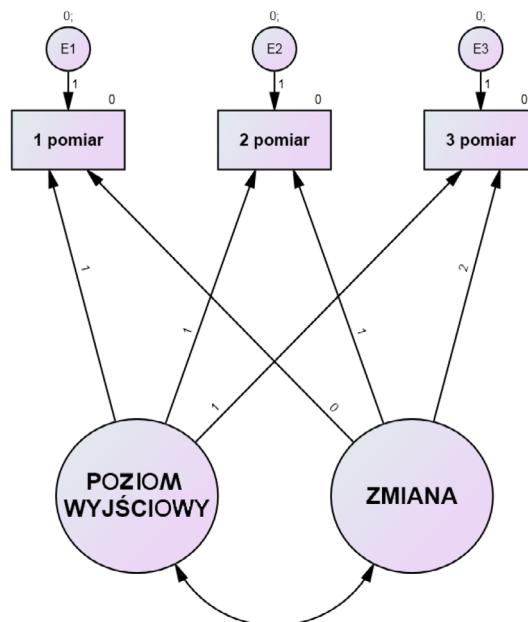 0;
0;
0;
E1
E2
E3
1
1
1
0
0
0
1 pomiar
2 pomiar
3 pomiar
1
1
1
0
1
2
POZIOM
WYJŚCIOWY
ZMIANA